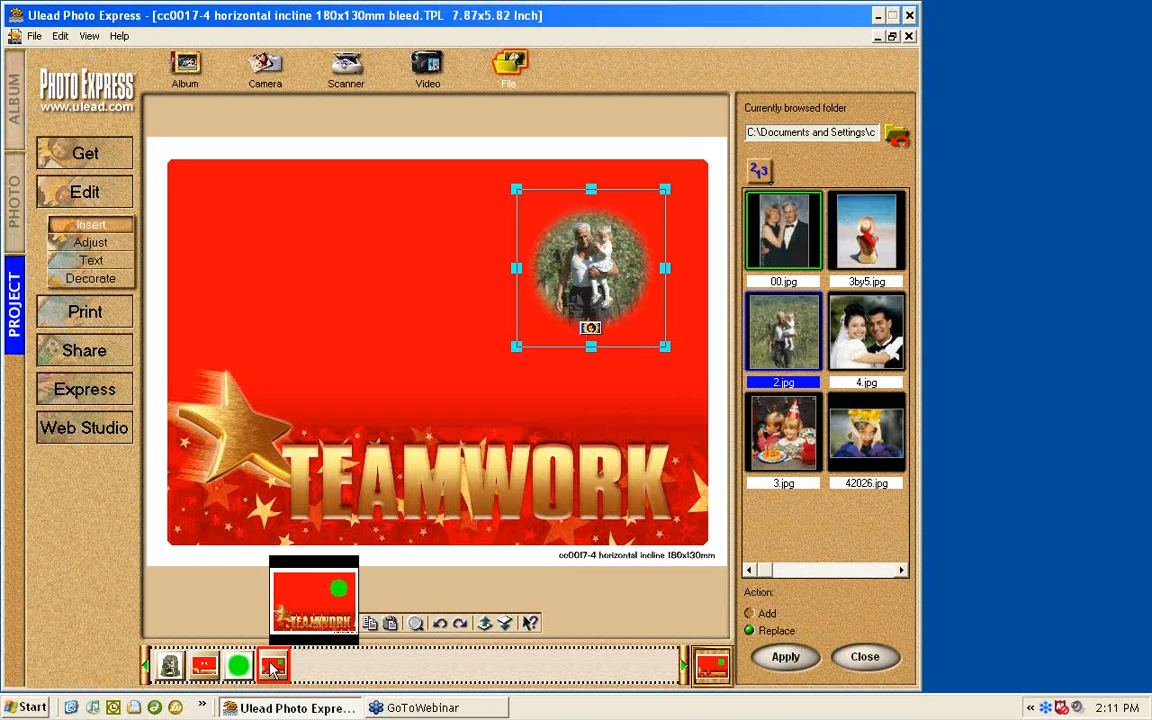 Ulead Photo Express - [cc0017-4 horizontal incline 180x130mm bleed.TPL 7.87x5.82 Inch]
File Edit View Help
ALBUM
PHOTO
PROJECT
PHOTO EXPRESS
www.ulead.com
Album Camera Scanner Video File
Get
Edit
Insert
Adjust
Text
Decorate
Print
Share
Express
Web Studio
TEAMWORK
cc0017-4 horizontal incline 180x130mm
TEAMWORK
Currently browsed folder
C:\Documents and Settings\c
213
00.jpg 3by5.jpg
2.jpg 4.jpg
3.jpg 42026.jpg
Action:
Add
Replace
Apply Close
Start Ulead Photo Expre... GoToWebinar 2:11 PM